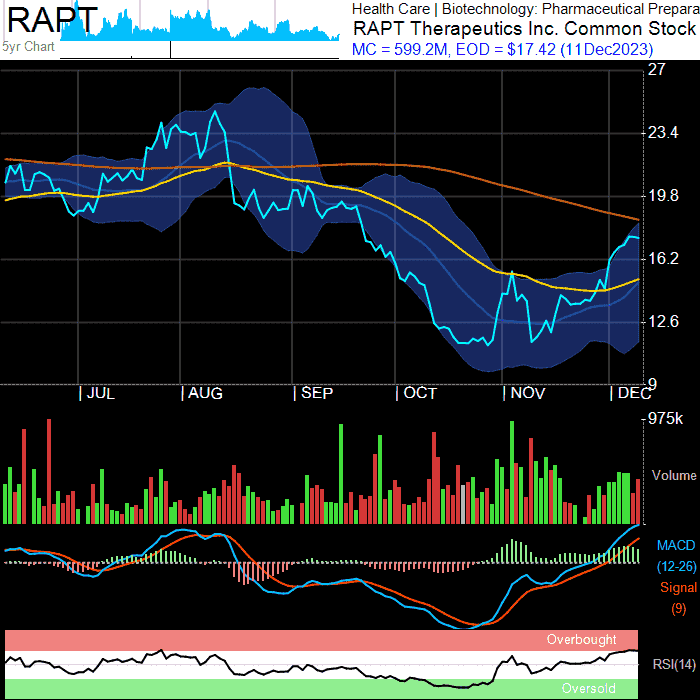 RAPT
5yr Chart
Health Care | Biotechnology: Pharmaceutical Prepara
RAPT Therapeutics Inc. Common Stock
MC = 599.2M, EOD = $17.42 (11Dec2023)
27
23.4
19.8
16.2
12.6
9
| JUL | AUG | SEP | OCT | NOV | DEC
975k
Volume
MACD
(12-26)
Signal
(9)
Overbought
RSI(14)
Oversold